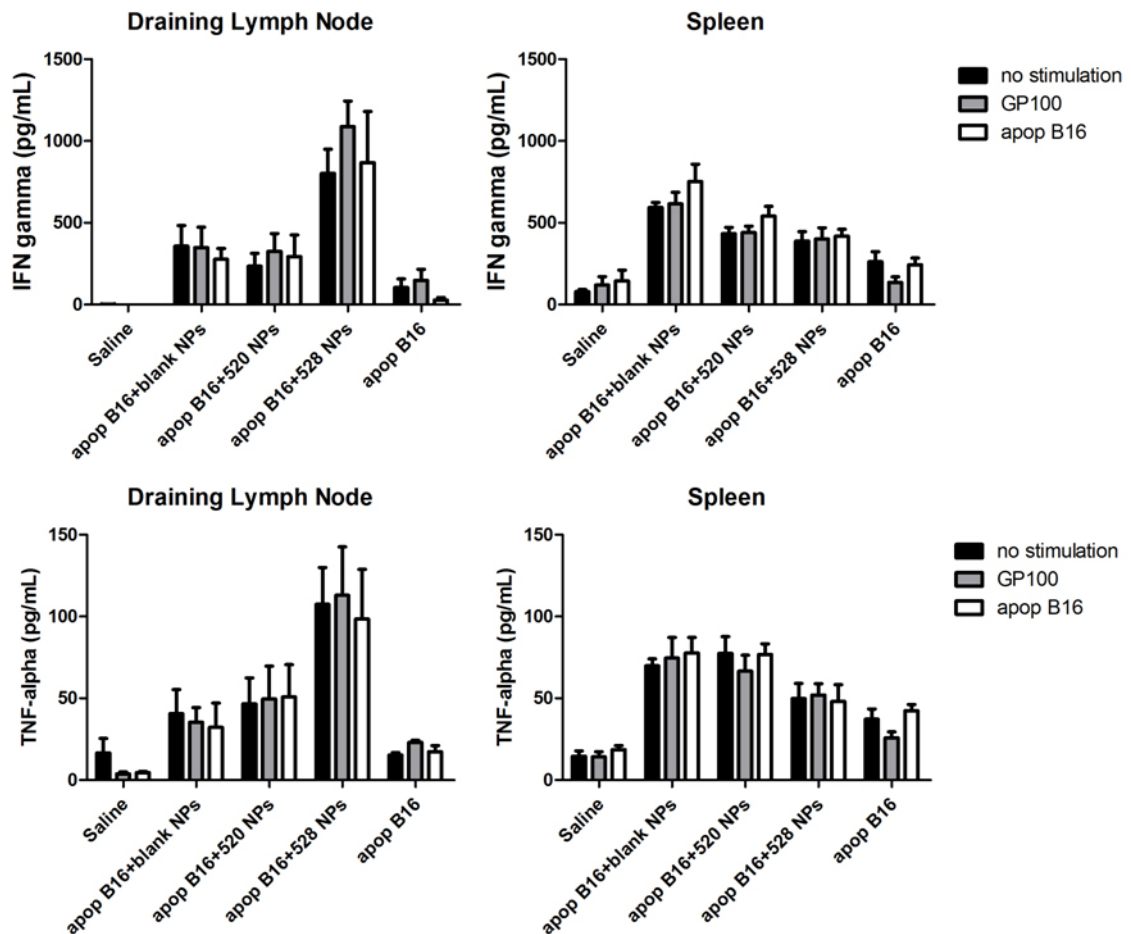 Draining Lymph Node
Spleen
IFN gamma (pg/mL)
1500
1000
500
0
Saline
apop B16+blank NPs
apop B16+520 NPs
apop B16+528 NPs
apop B16
IFN gamma (pg/mL)
1500
1000
500
0
Saline
apop B16+blank NPs
apop B16+520 NPs
apop B16+528 NPs
apop B16
no stimulation
GP100
apop B16
Draining Lymph Node
Spleen
TNF-alpha (pg/mL)
150
100
50
0
Saline
apop B16+blank NPs
apop B16+520 NPs
apop B16+528 NPs
apop B16
TNF-alpha (pg/mL)
150
100
50
0
Saline
apop B16+blank NPs
apop B16+520 NPs
apop B16+528 NPs
apop B16
no stimulation
GP100
apop B16